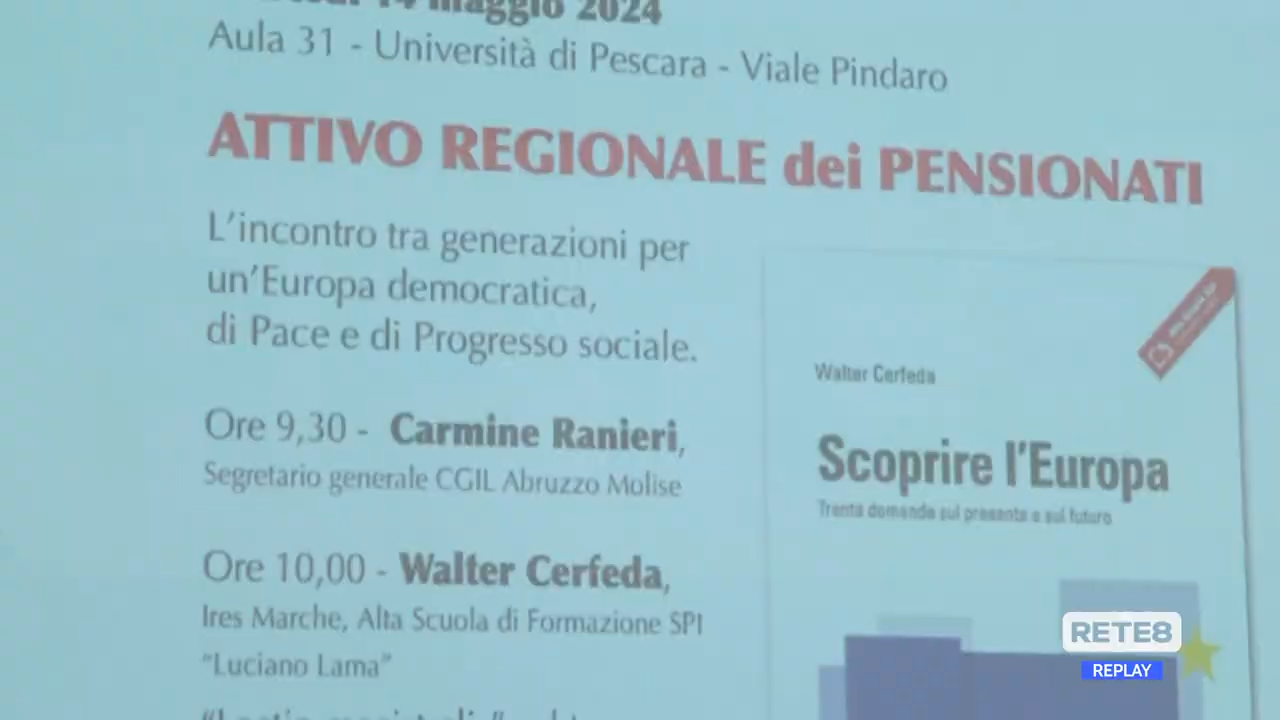 14 maggio 2024
Aula 31 - Università di Pescara - Viale Pindaro
ATTIVO REGIONALE dei PENSIONATI
L'incontro tra generazioni per
un'Europa democratica,
di Pace e di Progresso sociale.
Ore 9,30 - Carmine Ranieri,
Segretario generale CGIL Abruzzo Molise
Ore 10,00 - Walter Cerfeda,
Ires Marche, Alta Scuola di Formazione SPI
"Luciano Lama"
Walter Cerfeda
Scoprire l'Europa
Trenta domande sul presente e sul futuro
RETE8
REPLAY